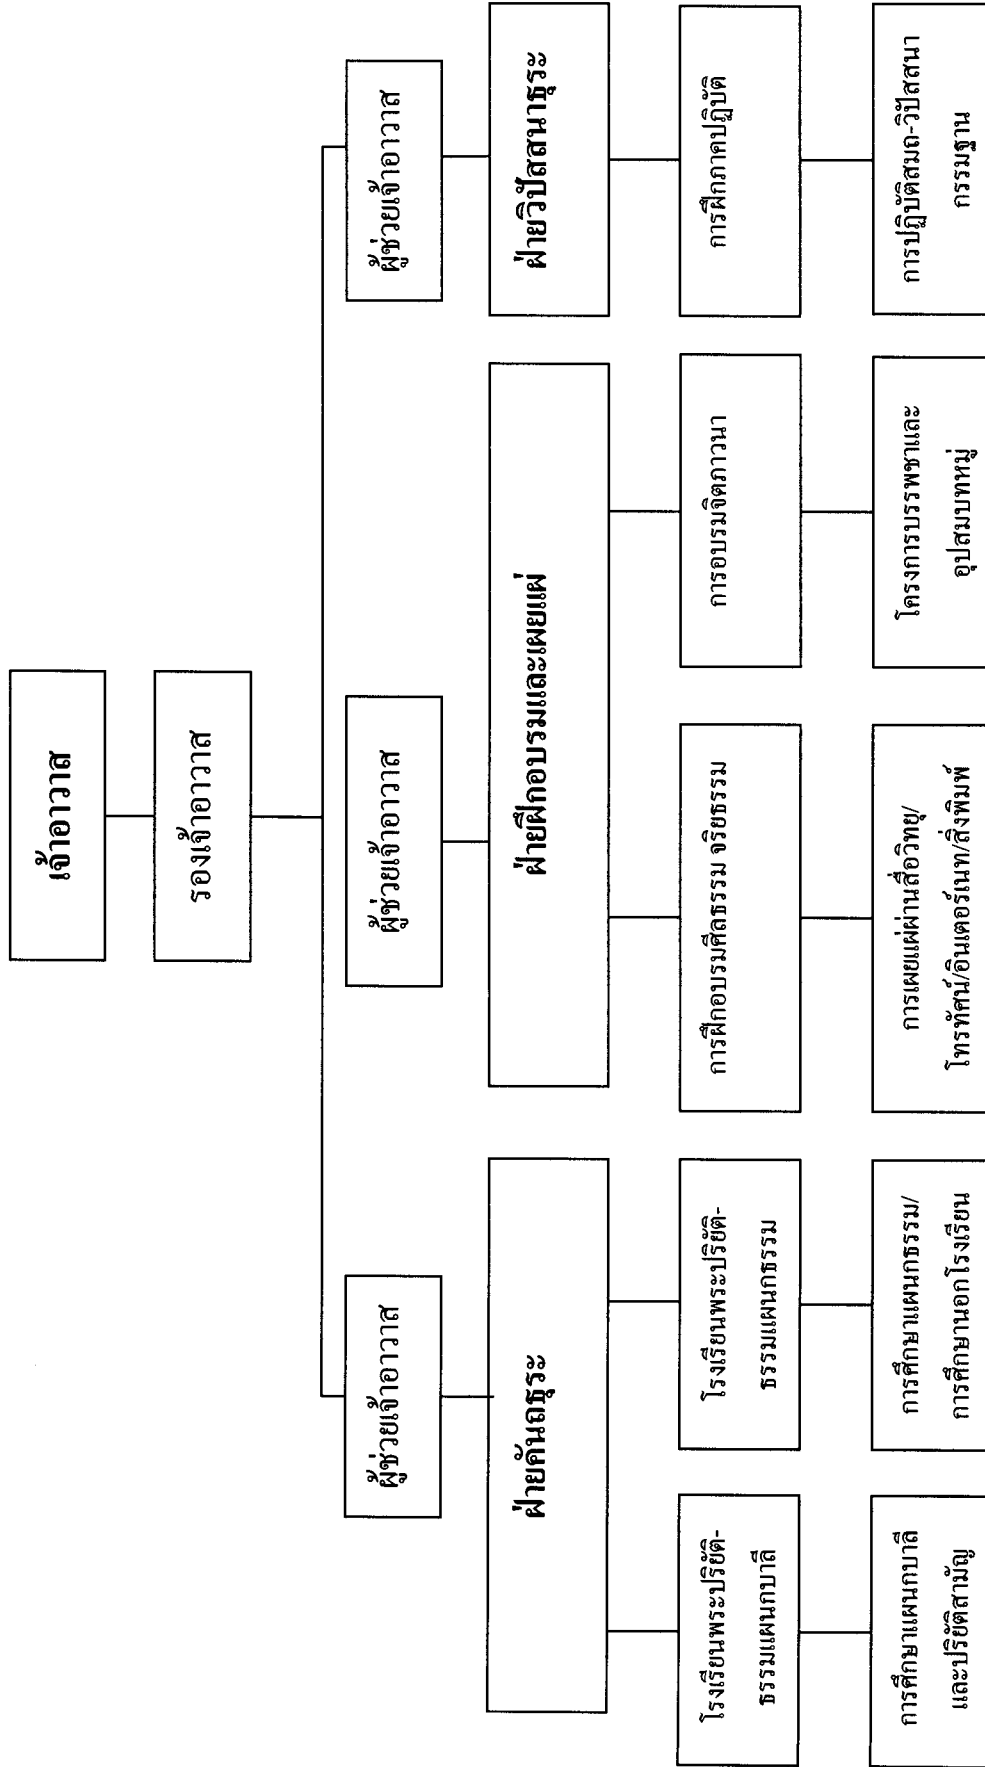 เจ้าอาวาส
รองเจ้าอาวาส
ผู้ช่วยเจ้าอาวาส
ผู้ช่วยเจ้าอาวาส
ผู้ช่วยเจ้าอาวาส
ฝ่ายคันถธุระ
ฝ่ายฝึกอบรมและเผยแผ่
ฝ่ายวิปัสสนาธุระ
โรงเรียนพระปริยัติ-
ธรรมแผนกบาลี
โรงเรียนพระปริยัติ-
ธรรมแผนกธรรม
การฝึกอบรมศีลธรรม จริยธรรม
การอบรมจิตภาวนา
การฝึกภาคปฏิบัติ
การศึกษาแผนกบาลี
และปริยัติสามัญ
การศึกษาแผนกธรรม/
การศึกษานอกโรงเรียน
การเผยแผ่ผ่านสื่อวิทยุ/
โทรทัศน์/อินเตอร์เนท/สิ่งพิมพ์
โครงการบรรพชาและ
อุปสมบทหมู่
การปฏิบัติสมถ-วิปัสสนา
กรรมฐาน